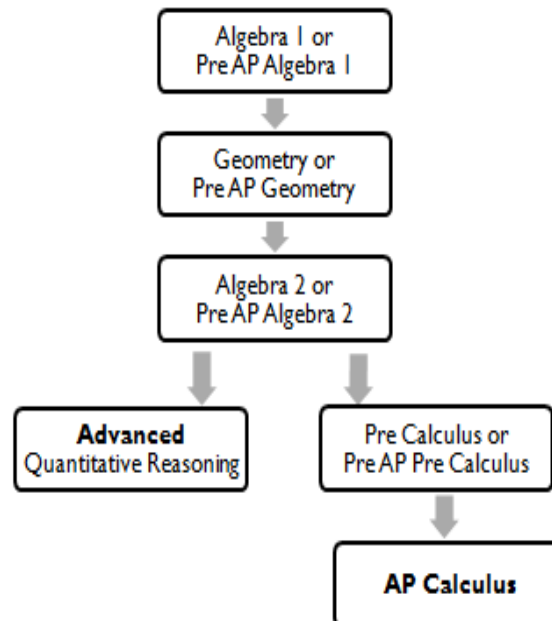 Algebra 1 or
Pre AP Algebra 1
Geometry or
Pre AP Geometry
Algebra 2 or
Pre AP Algebra 2
Advanced
Quantitative Reasoning
Pre Calculus or
Pre AP Pre Calculus
AP Calculus